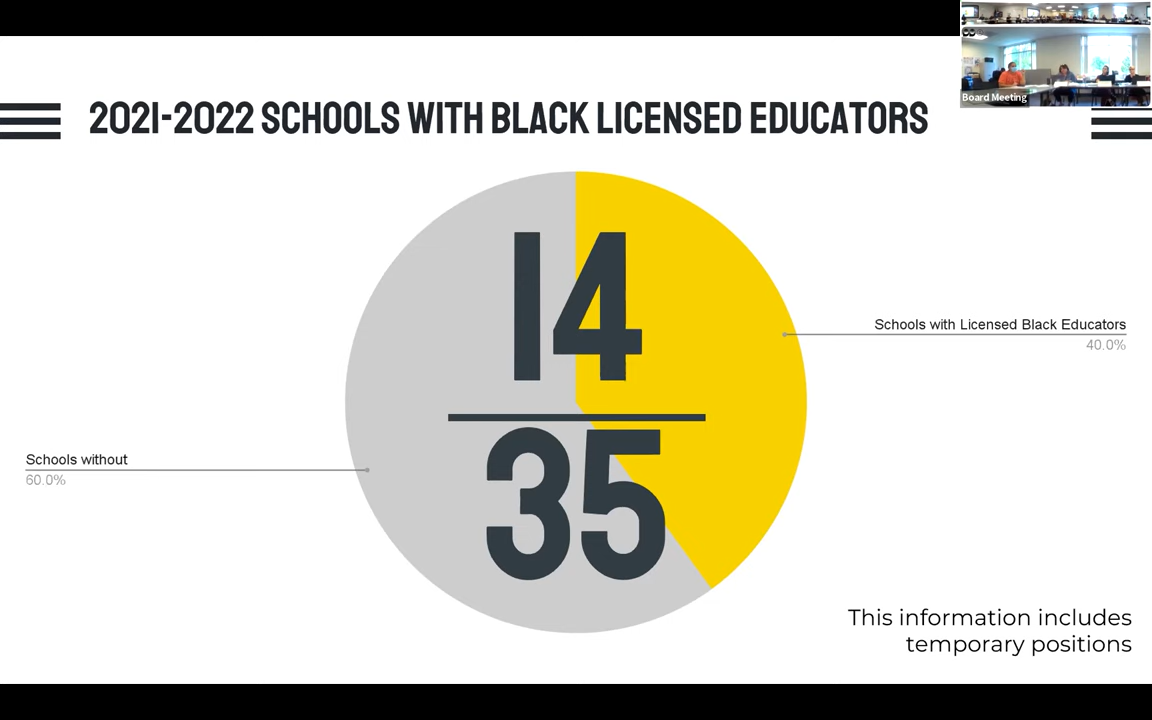 Board Meeting
2021-2022 SCHOOLS WITH BLACK LICENSED EDUCATORS
14
35
Schools with Licensed Black Educators
40.0%
Schools without
60.0%
This information includes
temporary positions